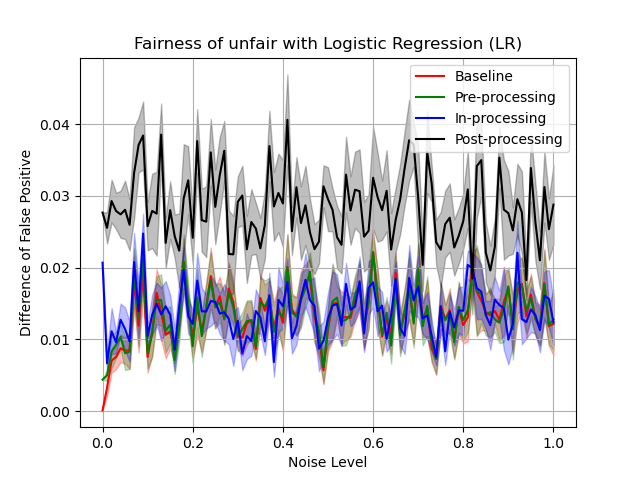 Fairness of unfair with Logistic Regression (LR)
Baseline
Pre-processing
In-processing
Post-processing
Difference of False Positive
0.04
0.03
0.02
0.01
0.00
0.0 0.2 0.4 0.6 0.8 1.0
Noise Level